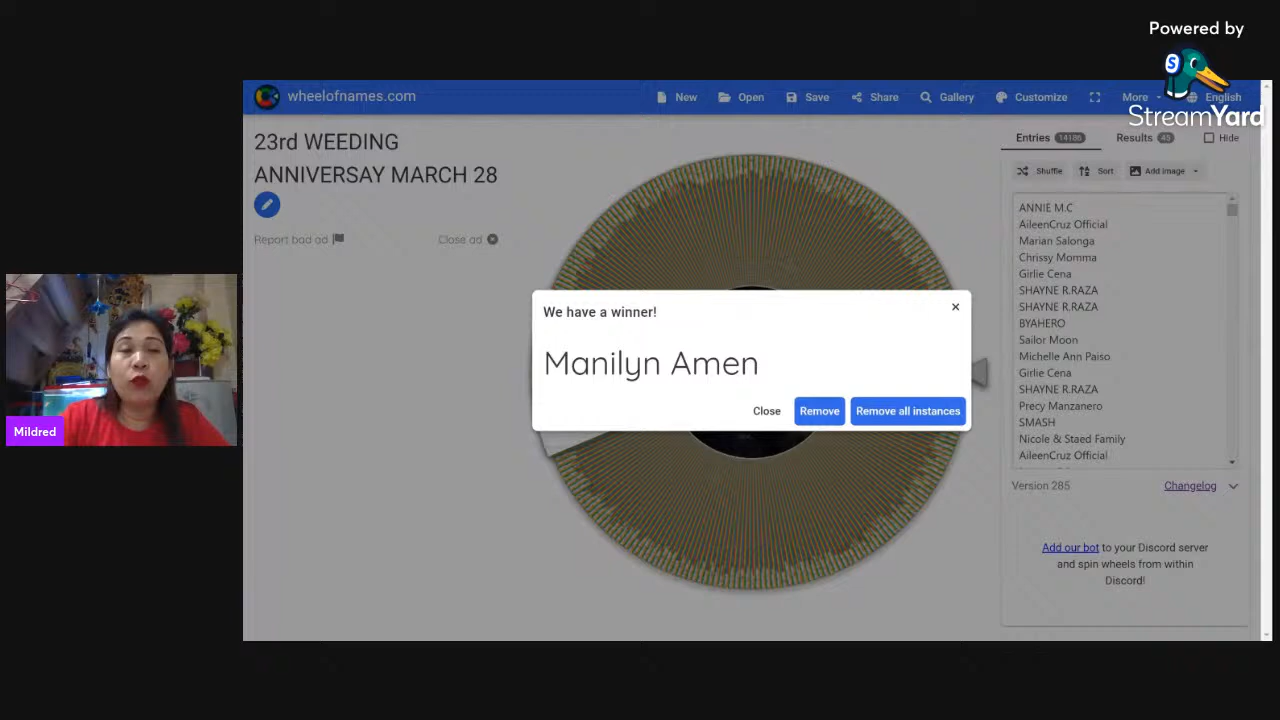 Powered by
S
StreamYard
wheelofnames.com
New
Open
Save
Share
Gallery
Customize
More
English
23rd WEEDING
ANNIVERSAY MARCH 28
Report bad ad
Close ad
Entries 14186
Results 45
Hide
Shuffle
Sort
Add image
ANNIE M.C
AileenCruz Official
Marian Salonga
Chrissy Momma
Girlie Cena
SHAYNE R.RAZA
SHAYNE R.RAZA
BYAHERO
Sailor Moon
Michelle Ann Paiso
Girlie Cena
SHAYNE R.RAZA
Precy Manzanero
SMASH
Nicole & Staed Family
AileenCruz Official
We have a winner!
Manilyn Amen
Close
Remove
Remove all instances
Mildred
Version 285
Changelog
Add our bot to your Discord server
and spin wheels from within
Discord!